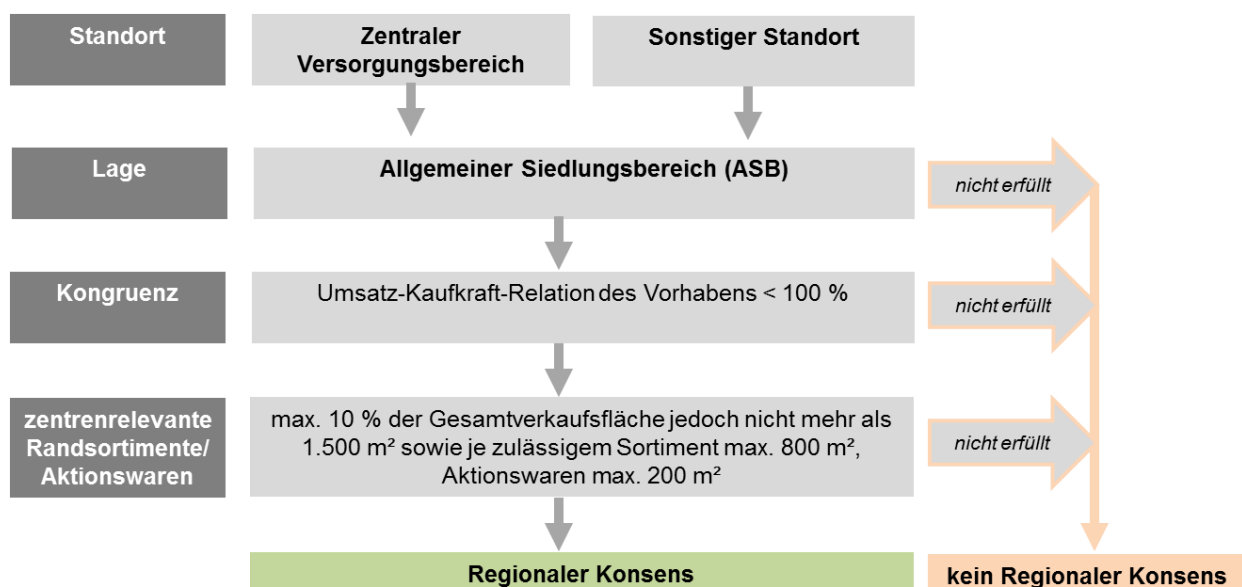 Standort
Zentraler
Versorgungsbereich
Sonstiger Standort
Lage
Allgemeiner Siedlungsbereich (ASB)
nicht erfüllt
Kongruenz
Umsatz-Kaufkraft-Relation des Vorhabens < 100 %
nicht erfüllt
zentrenrelevante
Randsortimente/
Aktionswaren
max. 10 % der Gesamtverkaufsfläche jedoch nicht mehr als
1.500 m² sowie je zulässigem Sortiment max. 800 m²,
Aktionswaren max. 200 m²
nicht erfüllt
Regionaler Konsens
kein Regionaler Konsens